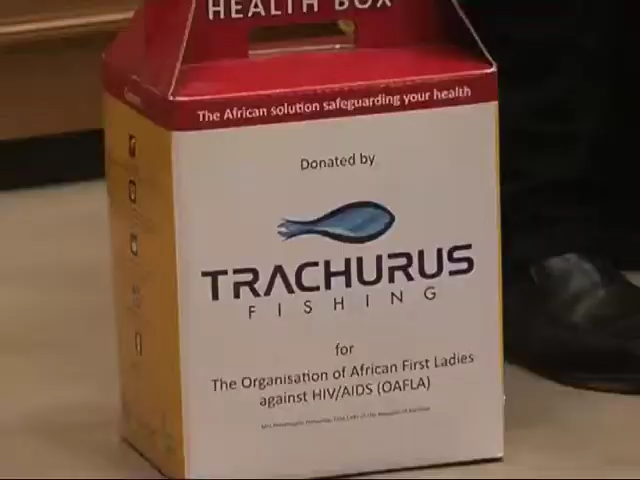 HEALTH BOX
The African solution safeguarding your health
Donated by
TRACHURUS
FISHING
for
The Organisation of African First Ladies
against HIV/AIDS (OAFLA)